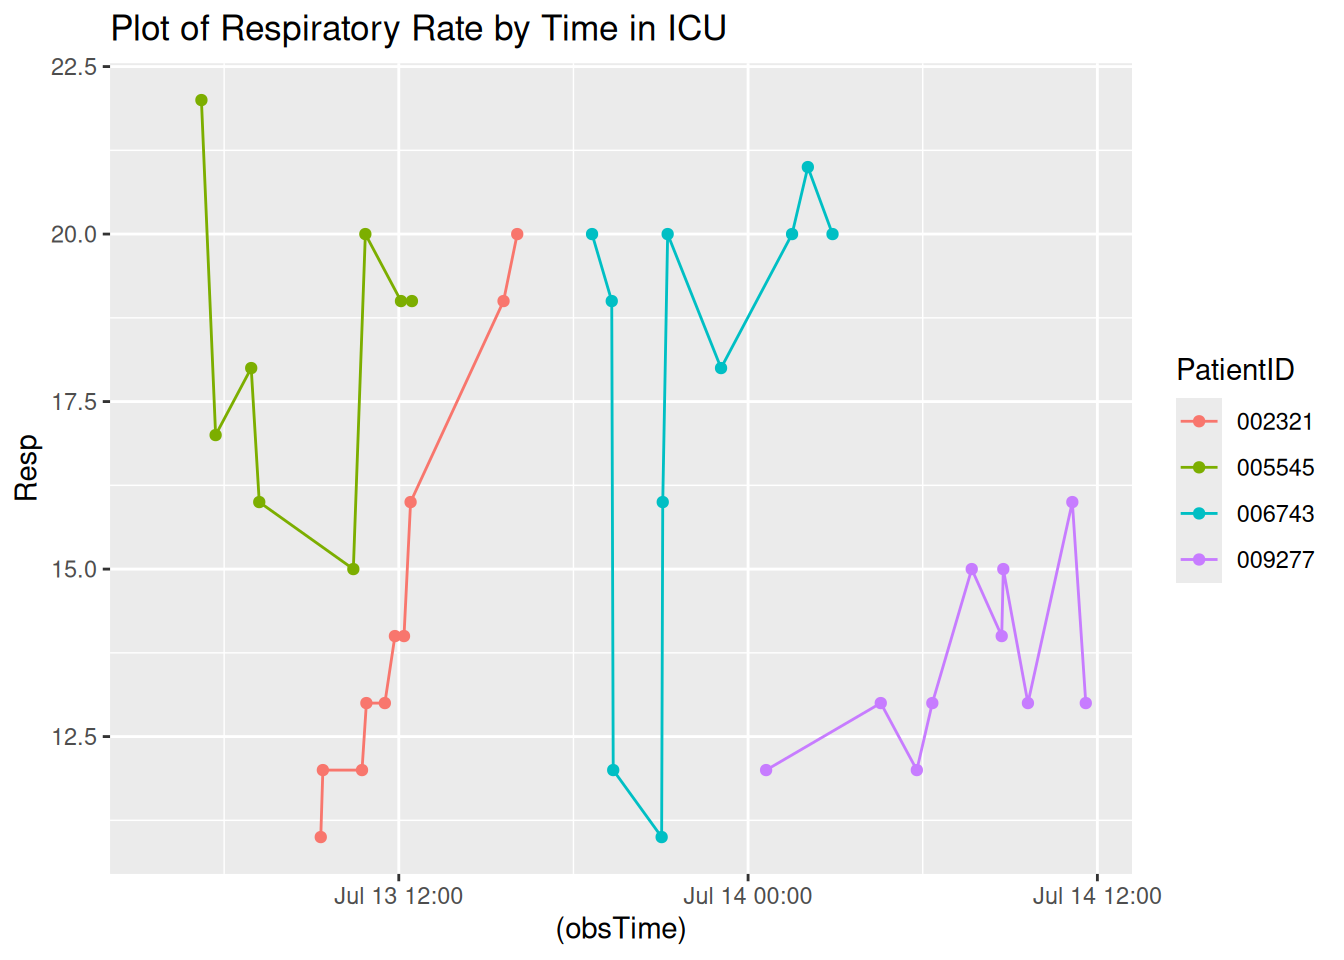 Plot of Respiratory Rate by Time in ICU
22.5
20.0
17.5
15.0
12.5
Resp
Jul 13 12:00
Jul 14 00:00
Jul 14 12:00
(obsTime)
PatientID
002321
005545
006743
009277